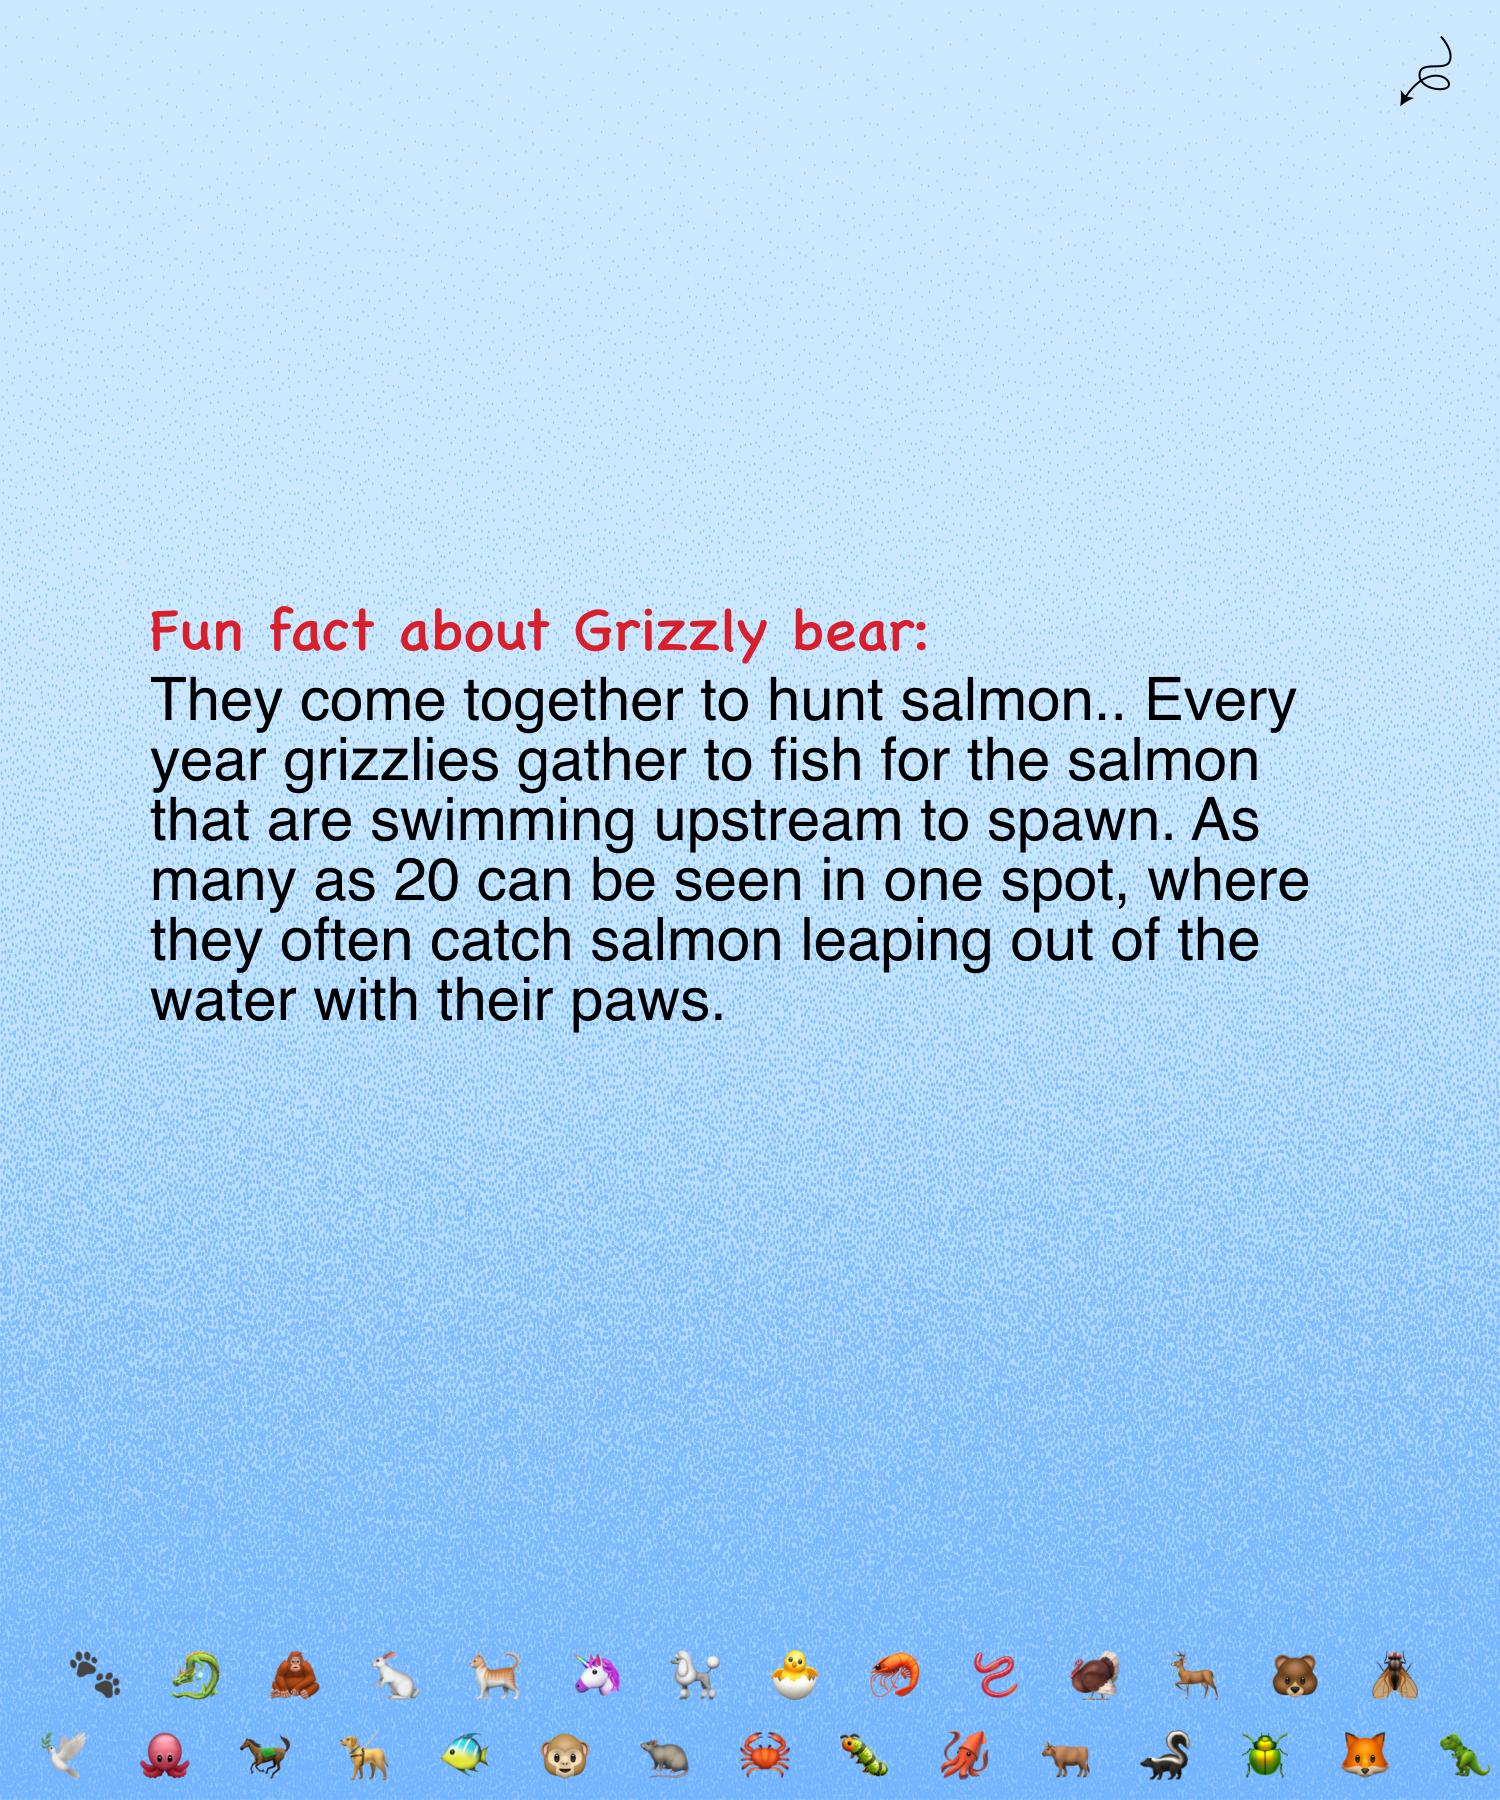 Fun fact about Grizzly bear:
They come together to hunt salmon.. Every
year grizzlies gather to fish for the salmon
that are swimming upstream to spawn. As
many as 20 can be seen in one spot, where
they often catch salmon leaping out of the
water with their paws.